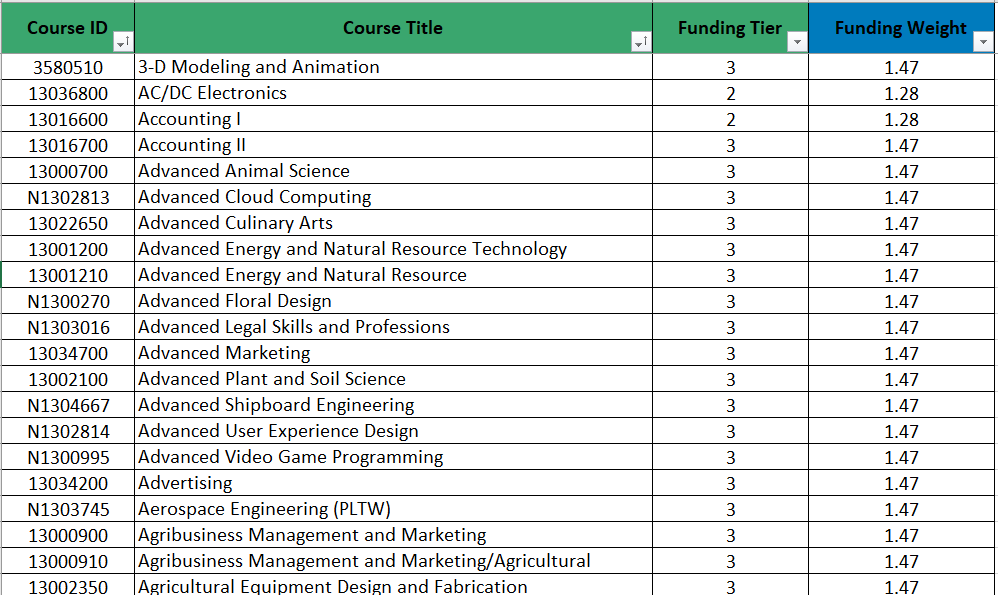 Course ID Course Title Funding Tier Funding Weight
3580510 3-D Modeling and Animation 3 1.47
13036800 AC/DC Electronics 2 1.28
13016600 Accounting I 2 1.28
13016700 Accounting II 3 1.47
13000700 Advanced Animal Science 3 1.47
N1302813 Advanced Cloud Computing 3 1.47
13022650 Advanced Culinary Arts 3 1.47
13001200 Advanced Energy and Natural Resource Technology 3 1.47
13001210 Advanced Energy and Natural Resource 3 1.47
N1300270 Advanced Floral Design 3 1.47
N1303016 Advanced Legal Skills and Professions 3 1.47
13034700 Advanced Marketing 3 1.47
13002100 Advanced Plant and Soil Science 3 1.47
N1304667 Advanced Shipboard Engineering 3 1.47
N1302814 Advanced User Experience Design 3 1.47
N1300995 Advanced Video Game Programming 3 1.47
13034200 Advertising 3 1.47
N1303745 Aerospace Engineering (PLTW) 3 1.47
13000900 Agribusiness Management and Marketing 3 1.47
13000910 Agribusiness Management and Marketing/Agricultural 3 1.47
13002350 Agricultural Equipment Design and Fabrication 3 1.47